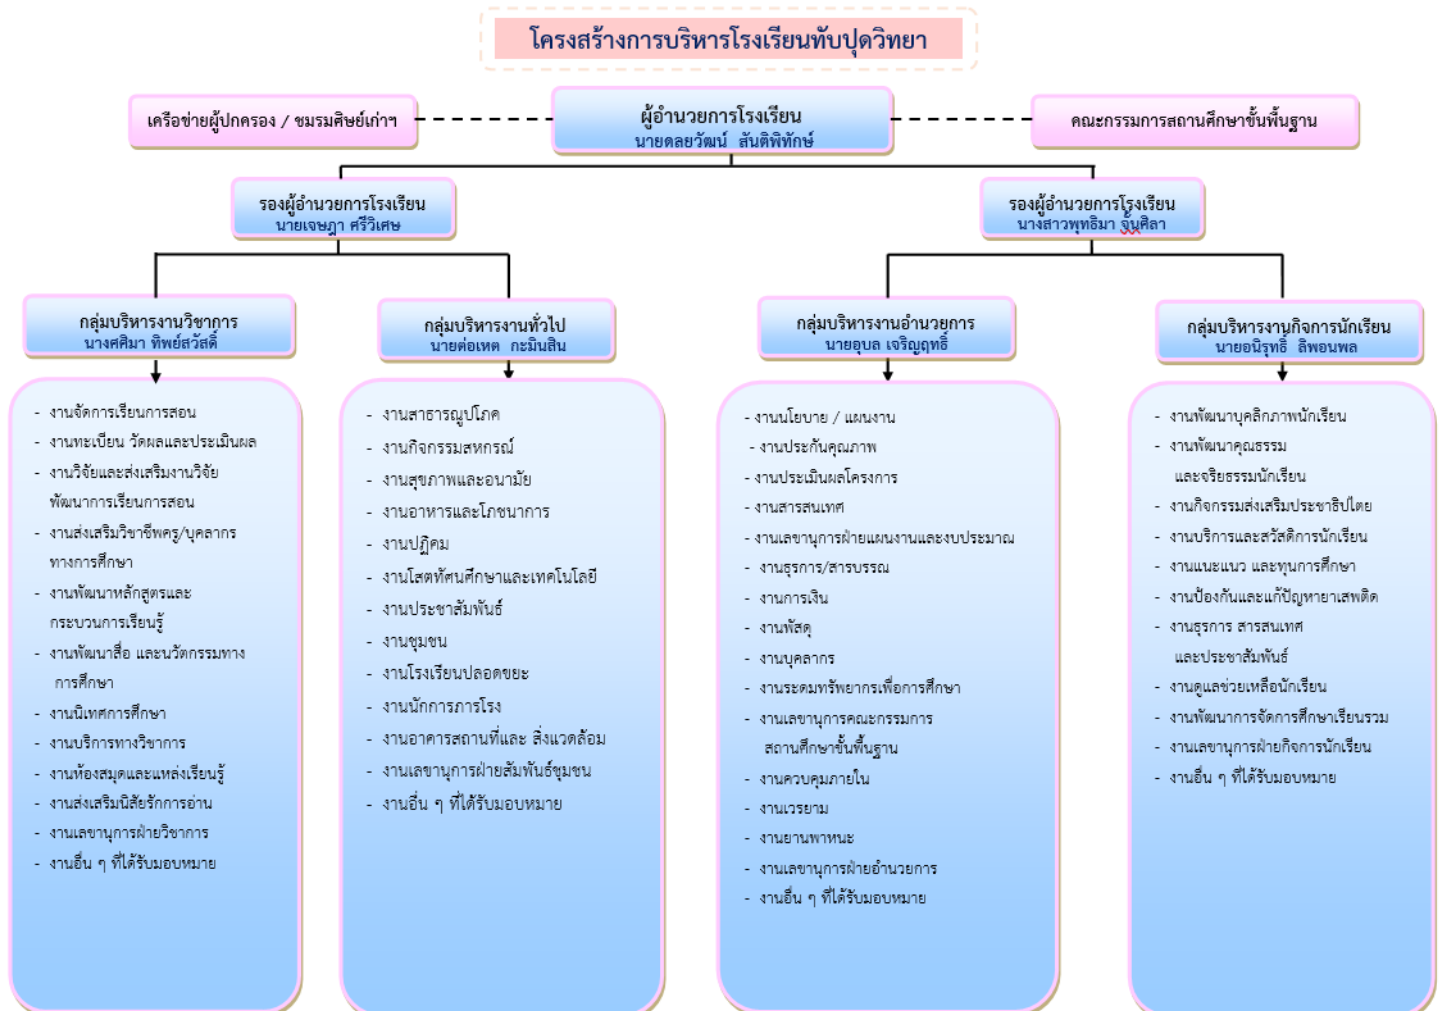 โครงสร้างการบริหารโรงเรียนทับปุดวิทยา
เครือข่ายผู้ปกครอง / ชมรมศิษย์เก่าฯ
ผู้อำนวยการโรงเรียน
นายดลยวัฒน์ สันติพิทักษ์
คณะกรรมการสถานศึกษาขั้นพื้นฐาน
รองผู้อำนวยการโรงเรียน
นายเจษฎา ศรีวิเศษ
รองผู้อำนวยการโรงเรียน
นางสาวพุทธิมา จั้นศิลา
กลุ่มบริหารงานวิชาการ
นางศศิมา ทิพย์สวัสดิ์
- งานจัดการเรียนการสอน
- งานทะเบียน วัดผลและประเมินผล
- งานวิจัยและส่งเสริมงานวิจัย
พัฒนาการเรียนการสอน
- งานส่งเสริมวิชาชีพครู/บุคลากร
ทางการศึกษา
- งานพัฒนาหลักสูตรและ
กระบวนการเรียนรู้
- งานพัฒนาสื่อ และนวัตกรรมทาง
การศึกษา
- งานนิเทศการศึกษา
- งานบริการทางวิชาการ
- งานห้องสมุดและแหล่งเรียนรู้
- งานส่งเสริมนิสัยรักการอ่าน
- งานเลขานุการฝ่ายวิชาการ
- งานอื่น ๆ ที่ได้รับมอบหมาย
กลุ่มบริหารงานทั่วไป
นายต่อเหต กะมินสิน
- งานสาธารณูปโภค
- งานกิจกรรมสหกรณ์
- งานสุขภาพและอนามัย
- งานอาหารและโภชนาการ
- งานปฏิคม
- งานโสตทัศนศึกษาและเทคโนโลยี
- งานประชาสัมพันธ์
- งานชุมชน
- งานโรงเรียนปลอดขยะ
- งานนักการภารโรง
- งานอาคารสถานที่และ สิ่งแวดล้อม
- งานเลขานุการฝ่ายสัมพันธ์ชุมชน
- งานอื่น ๆ ที่ได้รับมอบหมาย
กลุ่มบริหารงานอำนวยการ
นายอุบล เจริญฤทธิ์
- งานนโยบาย / แผนงาน
- งานประกันคุณภาพ
- งานประเมินผลโครงการ
- งานสารสนเทศ
- งานเลขานุการฝ่ายแผนงานและงบประมาณ
- งานธุรการ/สารบรรณ
- งานการเงิน
- งานพัสดุ
- งานบุคลากร
- งานระดมทรัพยากรเพื่อการศึกษา
- งานเลขานุการคณะกรรมการ
สถานศึกษาขั้นพื้นฐาน
- งานควบคุมภายใน
- งานเวรยาม
- งานยานพาหนะ
- งานเลขานุการฝ่ายอำนวยการ
- งานอื่น ๆ ที่ได้รับมอบหมาย
กลุ่มบริหารงานกิจการนักเรียน
นายอนิรุทธิ์ ลิพอนพล
- งานพัฒนาบุคลิกภาพนักเรียน
- งานพัฒนาคุณธรรม
และจริยธรรมนักเรียน
- งานกิจกรรมส่งเสริมประชาธิปไตย
- งานบริการและสวัสดิการนักเรียน
- งานแนะแนว และทุนการศึกษา
- งานป้องกันและแก้ปัญหายาเสพติด
- งานธุรการ สารสนเทศ
และประชาสัมพันธ์
- งานดูแลช่วยเหลือนักเรียน
- งานพัฒนาการจัดการศึกษาเรียนรวม
- งานเลขานุการฝ่ายกิจการนักเรียน
- งานอื่น ๆ ที่ได้รับมอบหมาย